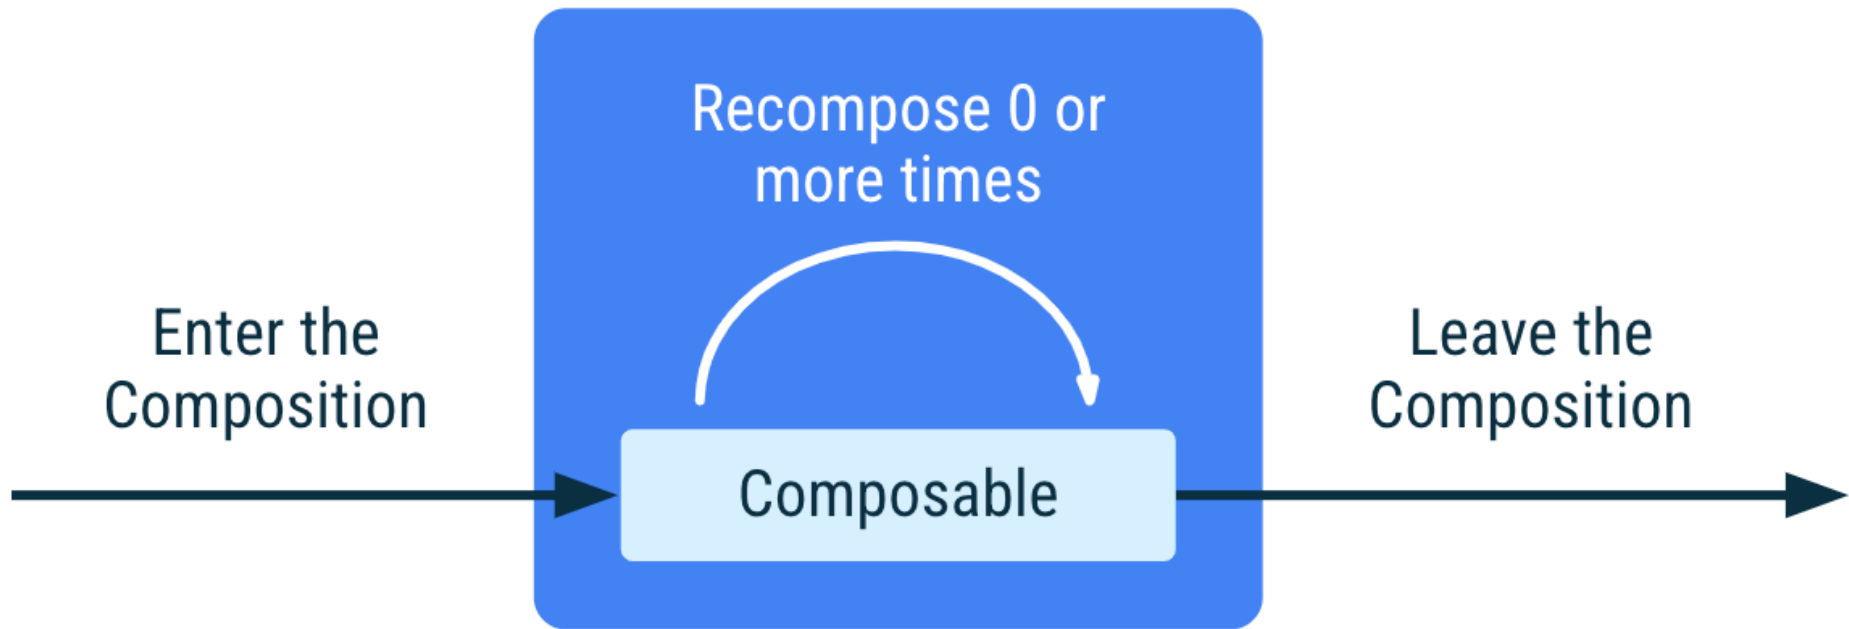 Recompose 0 or
more times
Enter the
Composition
Composable
Leave the
Composition